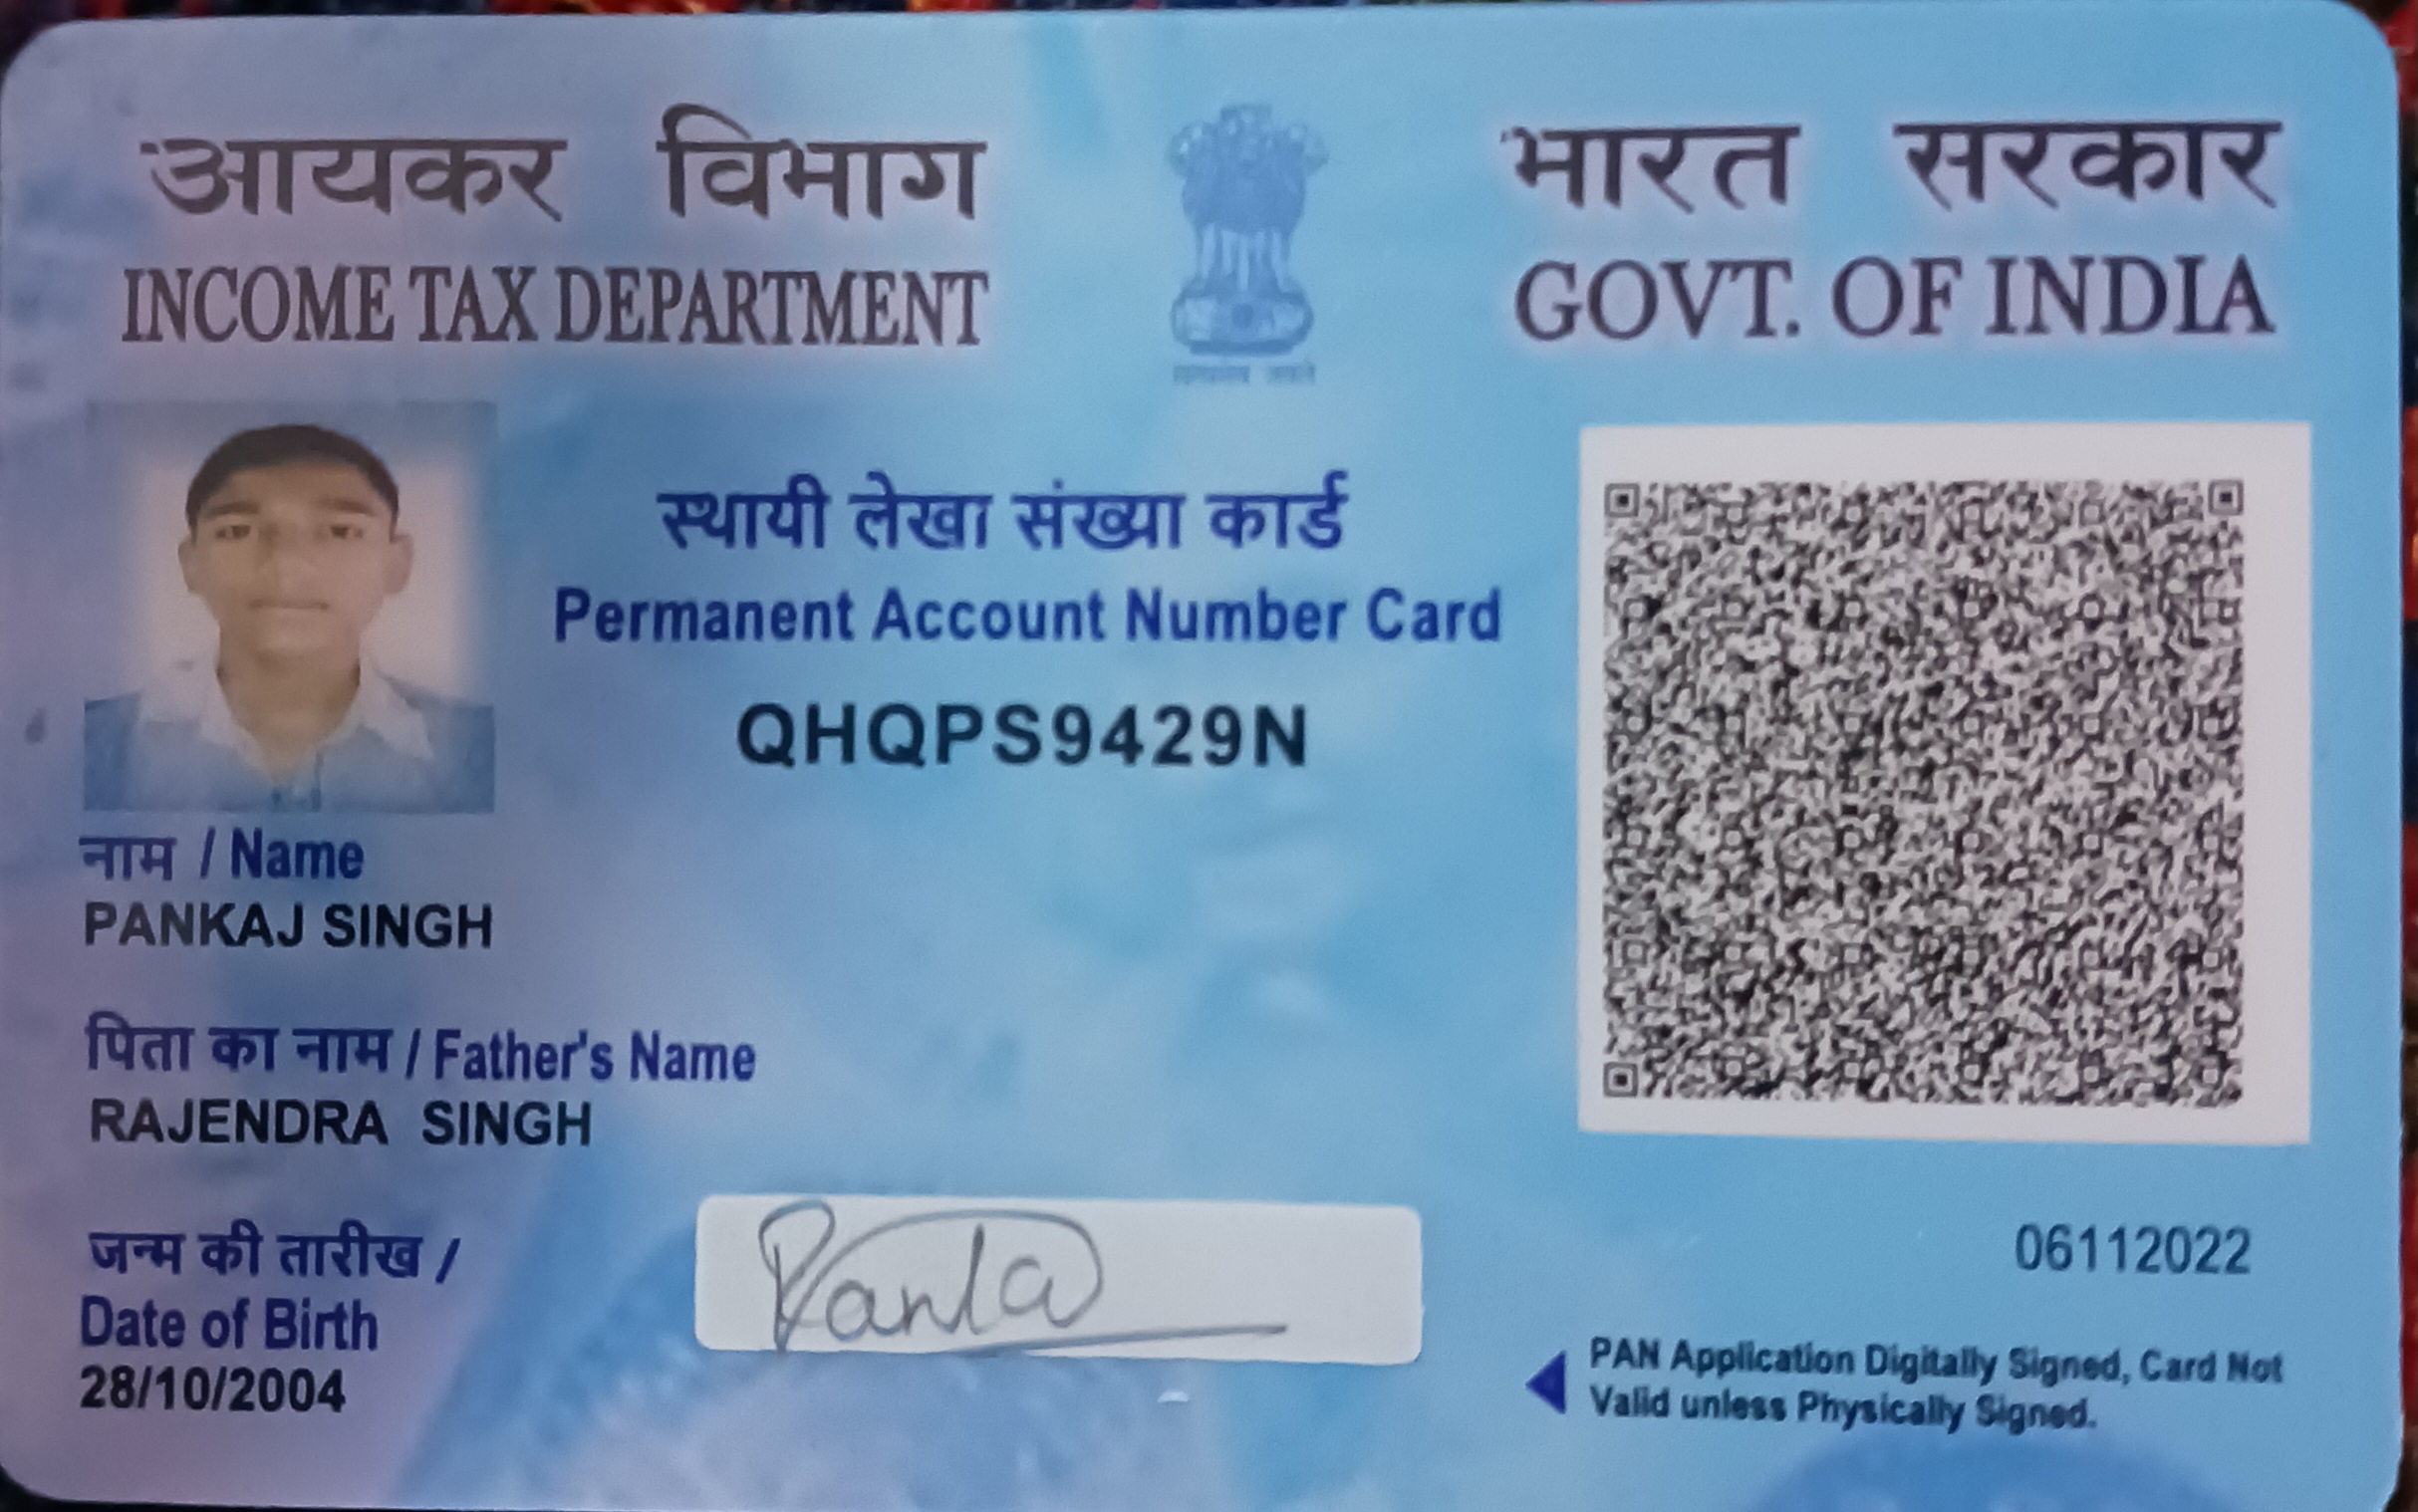 आयकर विभाग
INCOME TAX DEPARTMENT
भारत सरकार
GOVT. OF INDIA
स्थायी लेखा संख्या कार्ड
Permanent Account Number Card
QHQPS9429N
नाम / Name
PANKAJ SINGH
पिता का नाम / Father's Name
RAJENDRA SINGH
जन्म की तारीख /
Date of Birth
28/10/2004
06112022
PAN Application Digitally Signed, Card Not
Valid unless Physically Signed.